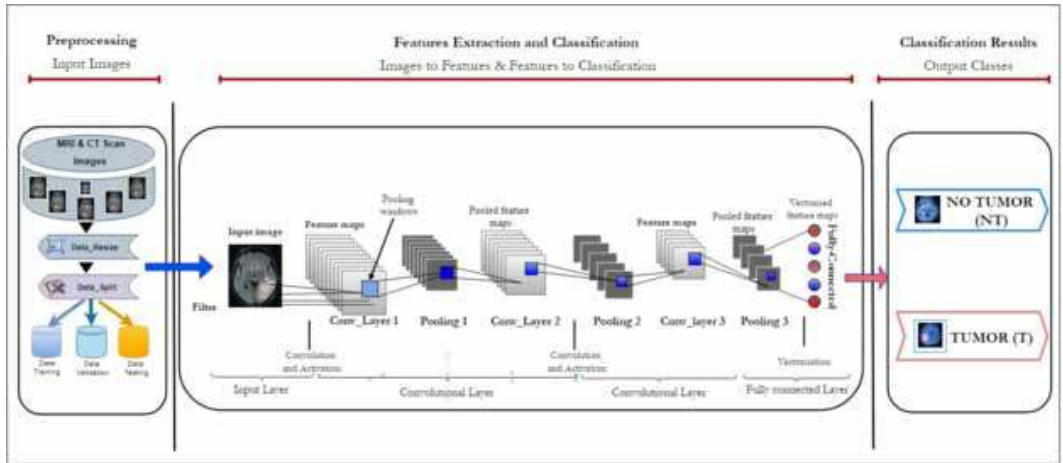 Preprocessing
Input Images
Features Extraction and Classification
Images to Features & Features to Classification
Classification Results
Output Classes
MRI & CT Scan
Images
Data_Resize
Data_Split
Data
Training
Data
Validation
Data
Testing
Input image
Filter
Feature maps
Pooling
windows
Pooled feature
maps
Feature maps
Pooled feature
maps
Vectorised
feature maps
Fully-Connected
Conv_Layer 1
Pooling 1
Conv_Layer 2
Pooling 2
Conv_layer 3
Pooling 3
Convolution
and Activation
Convolution
and Activation
Vectorisation
Input Layer
Convolutional Layer
Convolutional Layer
Fully connected Layer
NO TUMOR
(NT)
TUMOR (T)